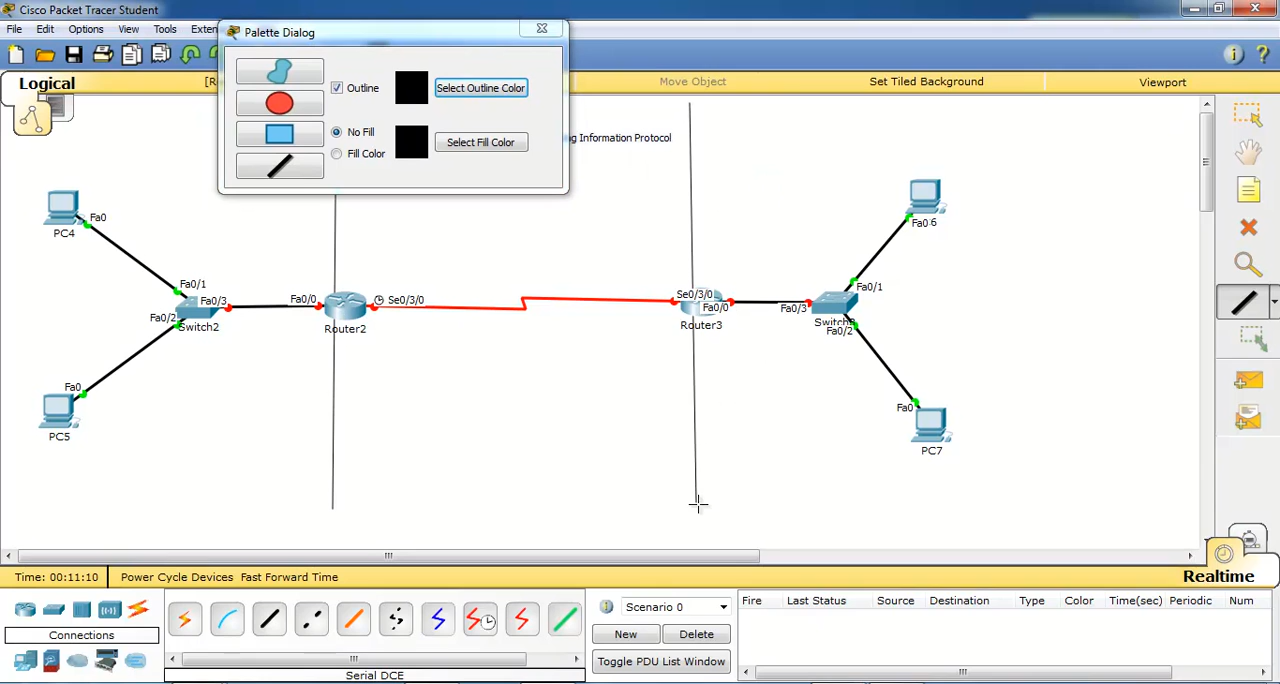 Cisco Packet Tracer Student
File Edit Options View Tools Exten
Palette Dialog
Outline
Select Outline Color
No Fill
Fill Color
Select Fill Color
Logical
[R
Move Object
Set Tiled Background
Viewport
ng Information Protocol
PC4
Fa0
Fa0/1
Fa0/3
Fa0/2
Switch2
Fa0
PC5
Fa0/0
Se0/3/0
Router2
Se0/3/0
Fa0/0
Router3
Fa0/3
Fa0/1
Fa0/2
Fa0 6
Fa0
PC7
Time: 00:11:10
Power Cycle Devices Fast Forward Time
Realtime
Connections
Serial DCE
Scenario 0
New
Delete
Toggle PDU List Window
Fire Last Status Source Destination Type Color Time(sec) Periodic Num